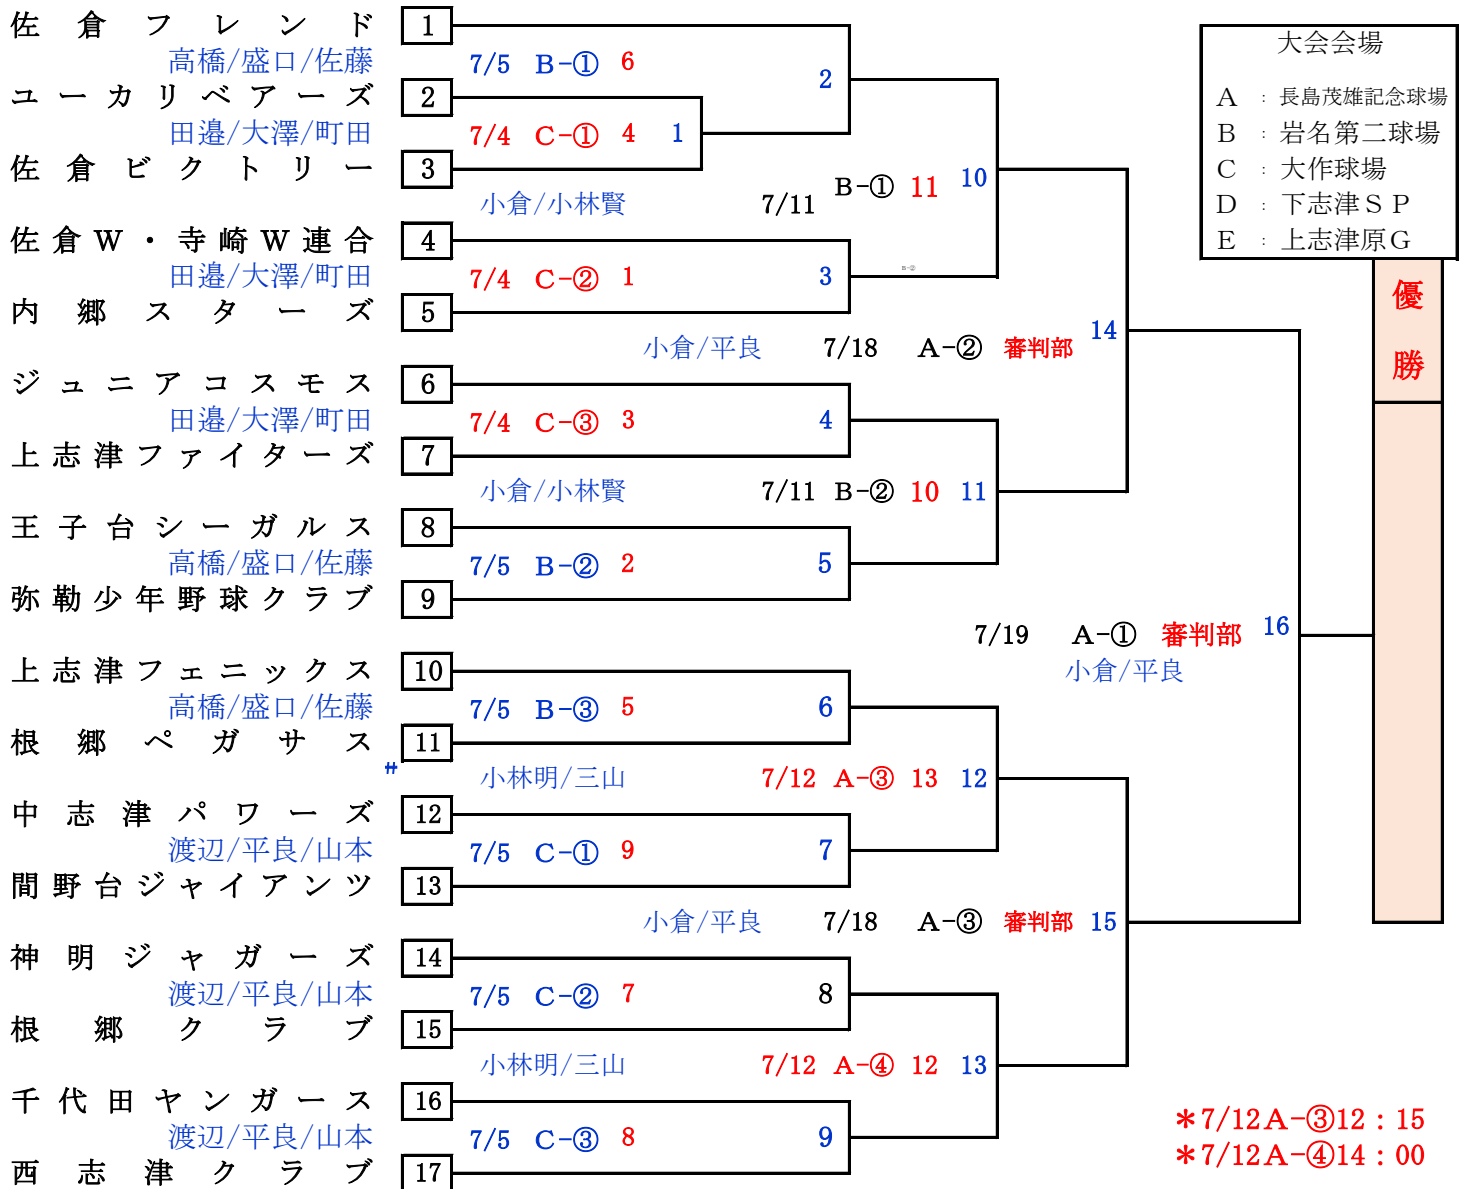 佐倉フレンド 1
高橋/盛口/佐藤 7/5 B-① 6 2
ユーカリベアーズ 2
田邉/大澤/町田 7/4 C-① 4 1
佐倉ビクトリー 3
小倉/小林賢 7/11 B-① 11 10
佐倉W・寺崎W連合 4
田邉/大澤/町田 7/4 C-② 1 3 B-②
内郷スターズ 5
小倉/平良 7/18 A-② 審判部 14
ジュニアコスモス 6
田邉/大澤/町田 7/4 C-③ 3 4
上志津ファイターズ 7
小倉/小林賢 7/11 B-② 10 11
王子台シーガルス 8
高橋/盛口/佐藤 7/5 B-② 2 5
弥勒少年野球クラブ 9
7/19 A-① 審判部 16
小倉/平良
上志津フェニックス 10
高橋/盛口/佐藤 7/5 B-③ 5 6
根郷ペガサス 11
#
小林明/三山 7/12 A-③ 13 12
中志津パワーズ 12
渡辺/平良/山本 7/5 C-① 9 7
間野台ジャイアンツ 13
小倉/平良 7/18 A-③ 審判部 15
神明ジャガーズ 14
渡辺/平良/山本 7/5 C-② 7 8
根郷クラブ 15
小林明/三山 7/12 A-④ 12 13
千代田ヤンガース 16
渡辺/平良/山本 7/5 C-③ 8 9
西志津クラブ 17
大会会場
A : 長島茂雄記念球場
B : 岩名第二球場
C : 大作球場
D : 下志津SP
E : 上志津原G
優勝
*7/12A-③12:15
*7/12A-④14:00